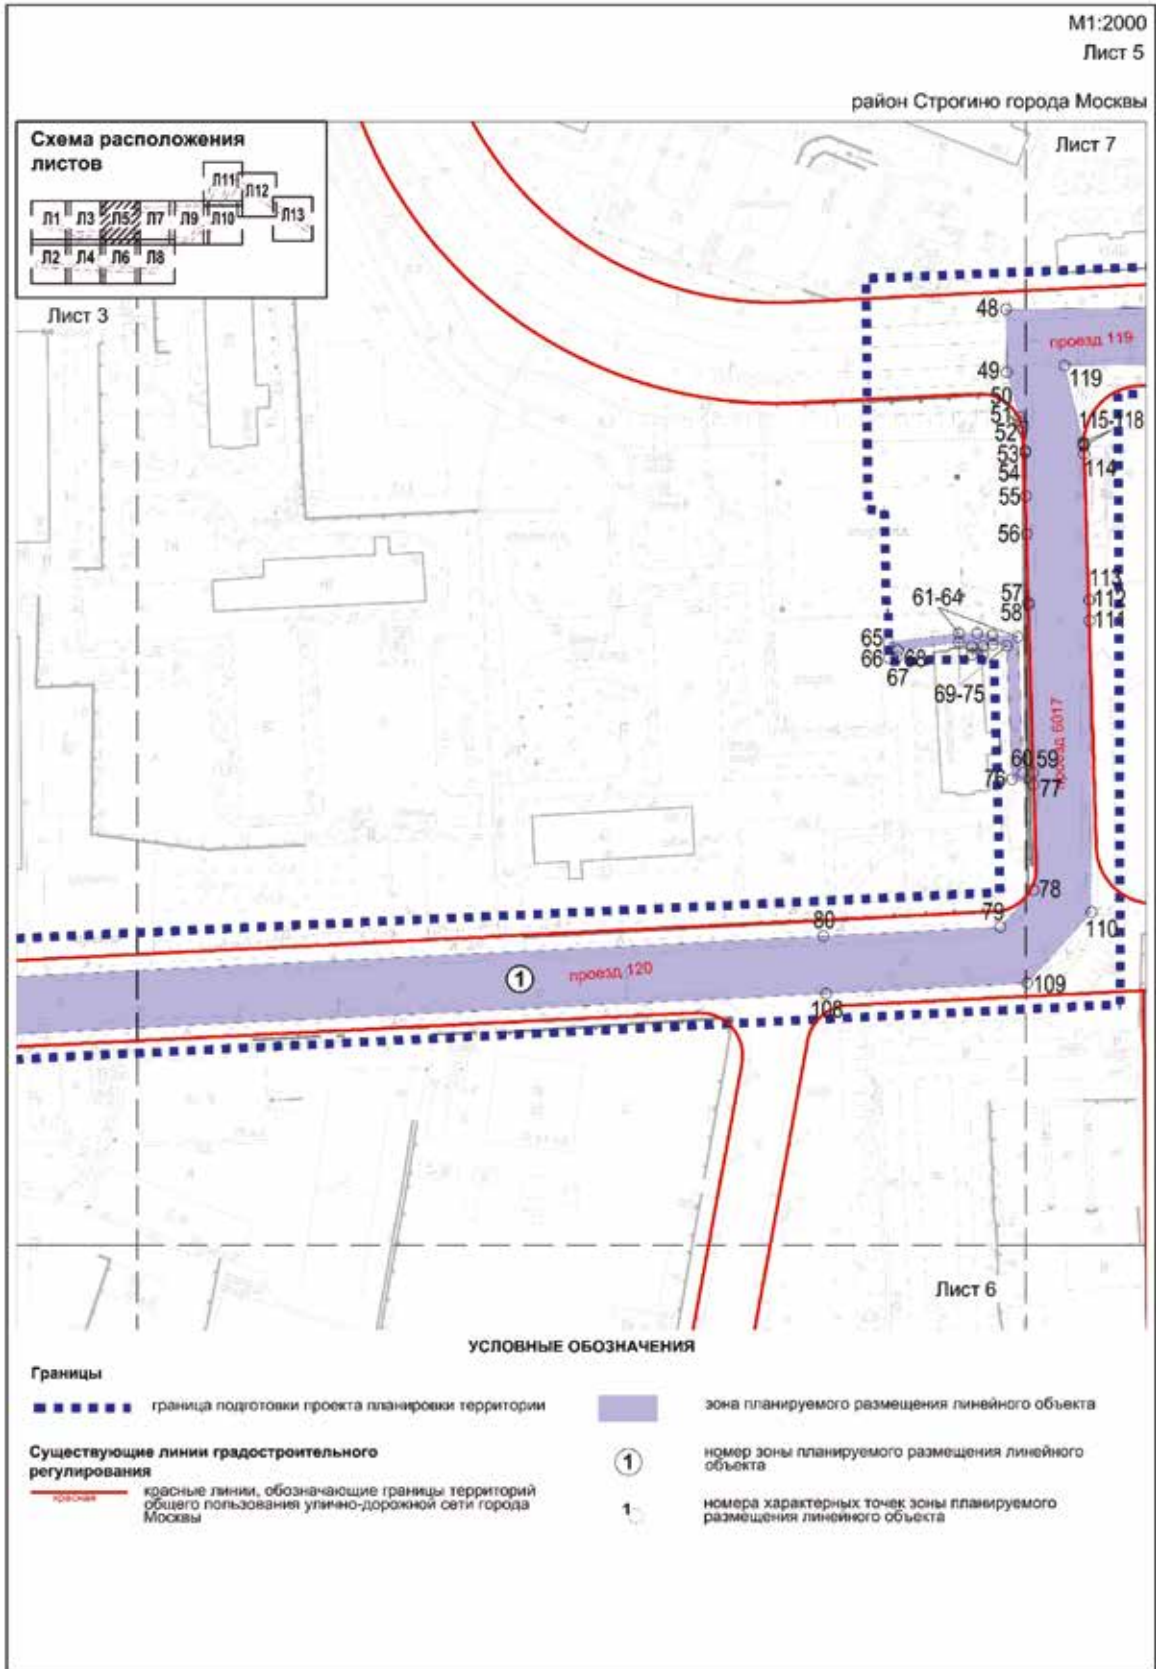 М1:2000
Лист 5
район Строгино города Москвы
Схема расположения
листов
Л11
Л12
Л1 Л3 Л5 Л7 Л9 Л10 Л13
Л2 Л4 Л6 Л8
Лист 7
Лист 3
48
проезд 119
49
119
50
51
115-118
52
53
114
54
55
56
113
57
61-64
112
58
111
65
66
68
67
69-75
проезд 6017
60 59
76
77
78
79
80
110
проезд 120
1
109
108
Лист 6
УСЛОВНЫЕ ОБОЗНАЧЕНИЯ
Границы
граница подготовки проекта планировки территории
зона планируемого размещения линейного объекта
Существующие линии градостроительного
регулирования
1
номер зоны планируемого размещения линейного
объекта
красная
красные линии, обозначающие границы территорий
общего пользования улично-дорожной сети города
Москвы
1
номера характерных точек зоны планируемого
размещения линейного объекта